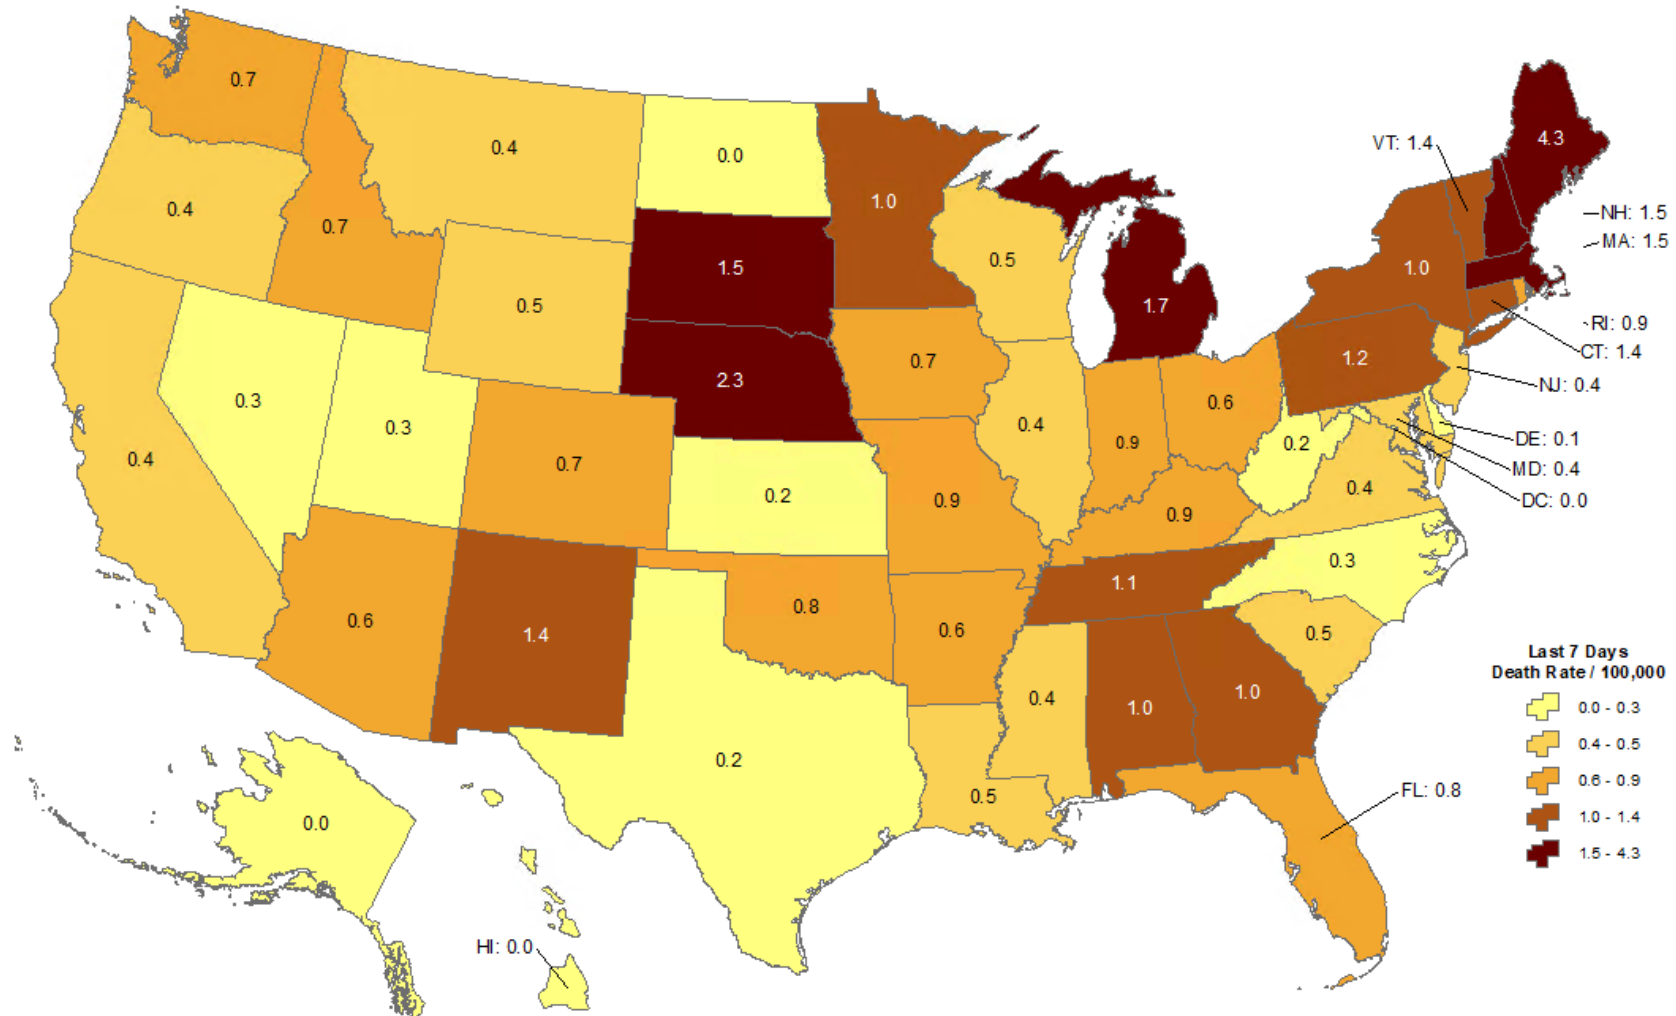 0.7
0.4
0.0
1.0
4.3
VT: 1.4
0.4
0.7
0.5
NH: 1.5
MA: 1.5
1.5
1.0
0.5
1.7
RI: 0.9
CT: 1.4
0.7
1.2
NJ: 0.4
2.3
0.3
0.3
0.6
0.4
0.9
0.2
DE: 0.1
MD: 0.4
DC: 0.0
0.4
0.7
0.2
0.9
0.4
0.9
0.3
1.1
0.6
1.4
0.8
0.6
0.5
0.4
1.0
1.0
Last 7 Days
Death Rate / 100,000
0.0 - 0.3
0.4 - 0.5
0.6 - 0.9
1.0 - 1.4
1.5 - 4.3
0.2
0.5
FL: 0.8
0.0
HI: 0.0